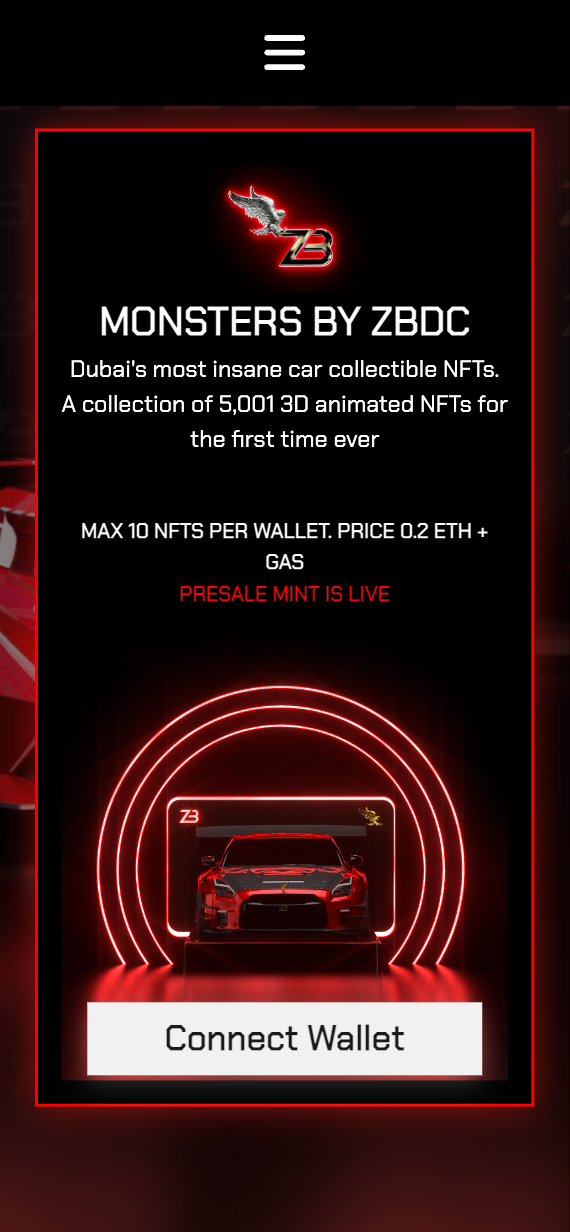 ZB
MONSTERS BY ZBDC
Dubai's most insane car collectible NFTs.
A collection of 5,001 3D animated NFTs for
the first time ever
MAX 10 NFTS PER WALLET. PRICE 0.2 ETH +
GAS
PRESALE MINT IS LIVE
ZB
Connect Wallet